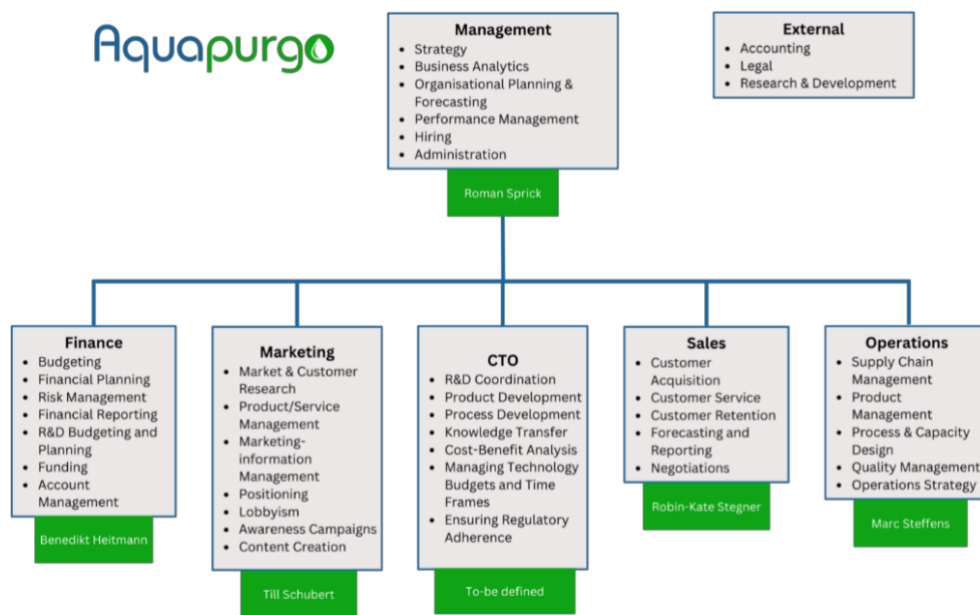 Aquapurgo
Management
• Strategy
• Business Analytics
• Organisational Planning &
Forecasting
• Performance Management
• Hiring
• Administration
Roman Sprick
External
• Accounting
• Legal
• Research & Development
Finance
• Budgeting
• Financial Planning
• Risk Management
• Financial Reporting
• R&D Budgeting and
Planning
• Funding
• Account
Management
Benedikt Heitmann
Marketing
• Market & Customer
Research
• Product/Service
Management
• Marketing-
information
Management
• Positioning
• Lobbyism
• Awareness Campaigns
• Content Creation
Till Schubert
CTO
• R&D Coordination
• Product Development
• Process Development
• Knowledge Transfer
• Cost-Benefit Analysis
• Managing Technology
Budgets and Time
Frames
• Ensuring Regulatory
Adherence
To-be defined
Sales
• Customer
Acquisition
• Customer Service
• Customer Retention
• Forecasting and
Reporting
• Negotiations
Robin-Kate Stegner
Operations
• Supply Chain
Management
• Product
Management
• Process & Capacity
Design
• Quality Management
• Operations Strategy
Marc Steffens